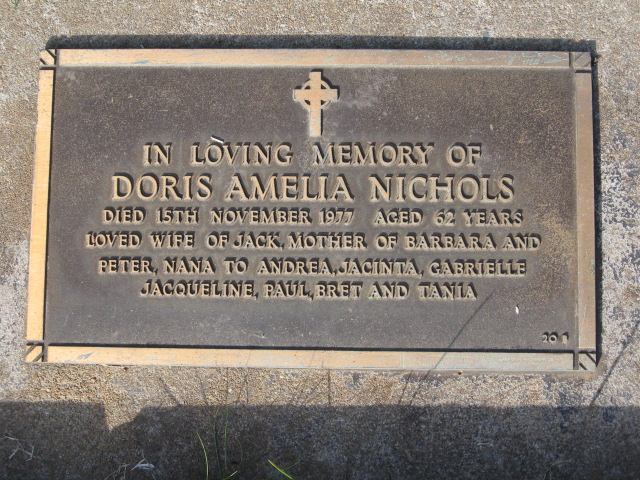 IN LOVING MEMORY OF
DORIS AMELIA NICHOLS
DIED 15TH NOVEMBER 1977 AGED 62 YEARS
LOVED WIFE OF JACK, MOTHER OF BARBARA AND
PETER, NANA TO ANDREA, JACINTA, GABRIELLE
JACQUELINE, PAUL, BRET AND TANIA